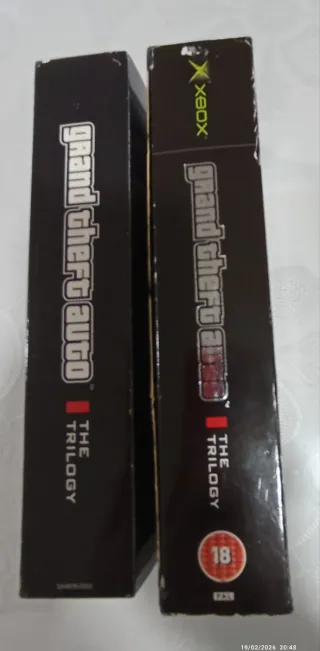 grand theft auto
THE
TRILOGY
XBOX
grand theft auto
THE
TRILOGY
18
PAL
19/02/2026 20:48